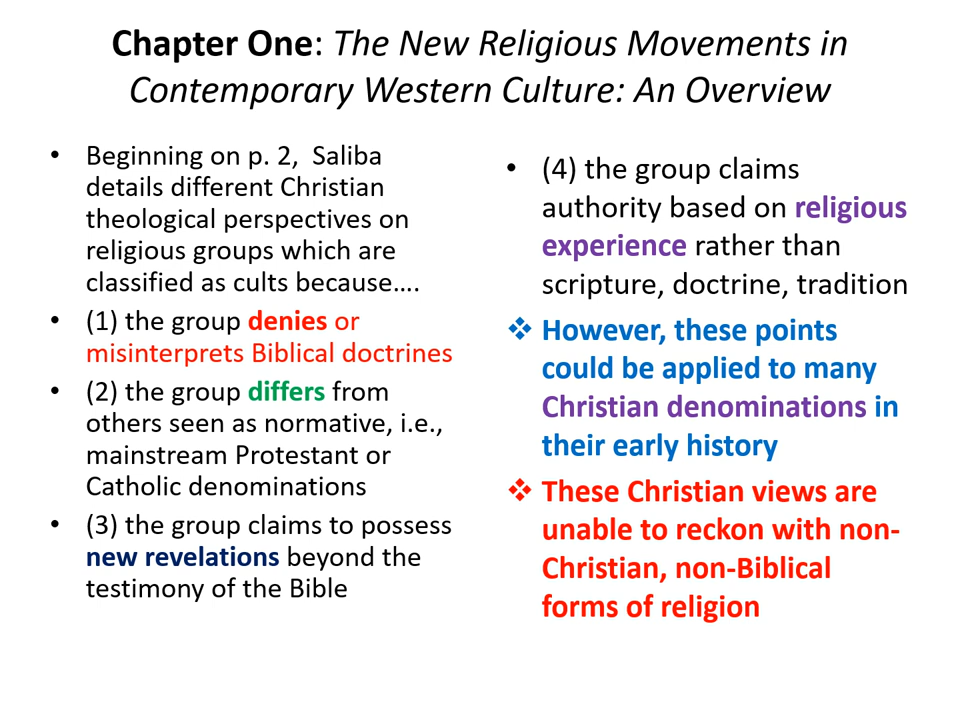 Chapter One: The New Religious Movements in
Contemporary Western Culture: An Overview
• Beginning on p. 2,  Saliba
details different Christian
theological perspectives on
religious groups which are
classified as cults because….
• (1) the group denies or
misinterprets Biblical doctrines
• (2) the group differs from
others seen as normative, i.e.,
mainstream Protestant or
Catholic denominations
• (3) the group claims to possess
new revelations beyond the
testimony of the Bible
• (4) the group claims
authority based on religious
experience rather than
scripture, doctrine, tradition
❖ However, these points
could be applied to many
Christian denominations in
their early history
❖ These Christian views are
unable to reckon with non-
Christian, non-Biblical
forms of religion